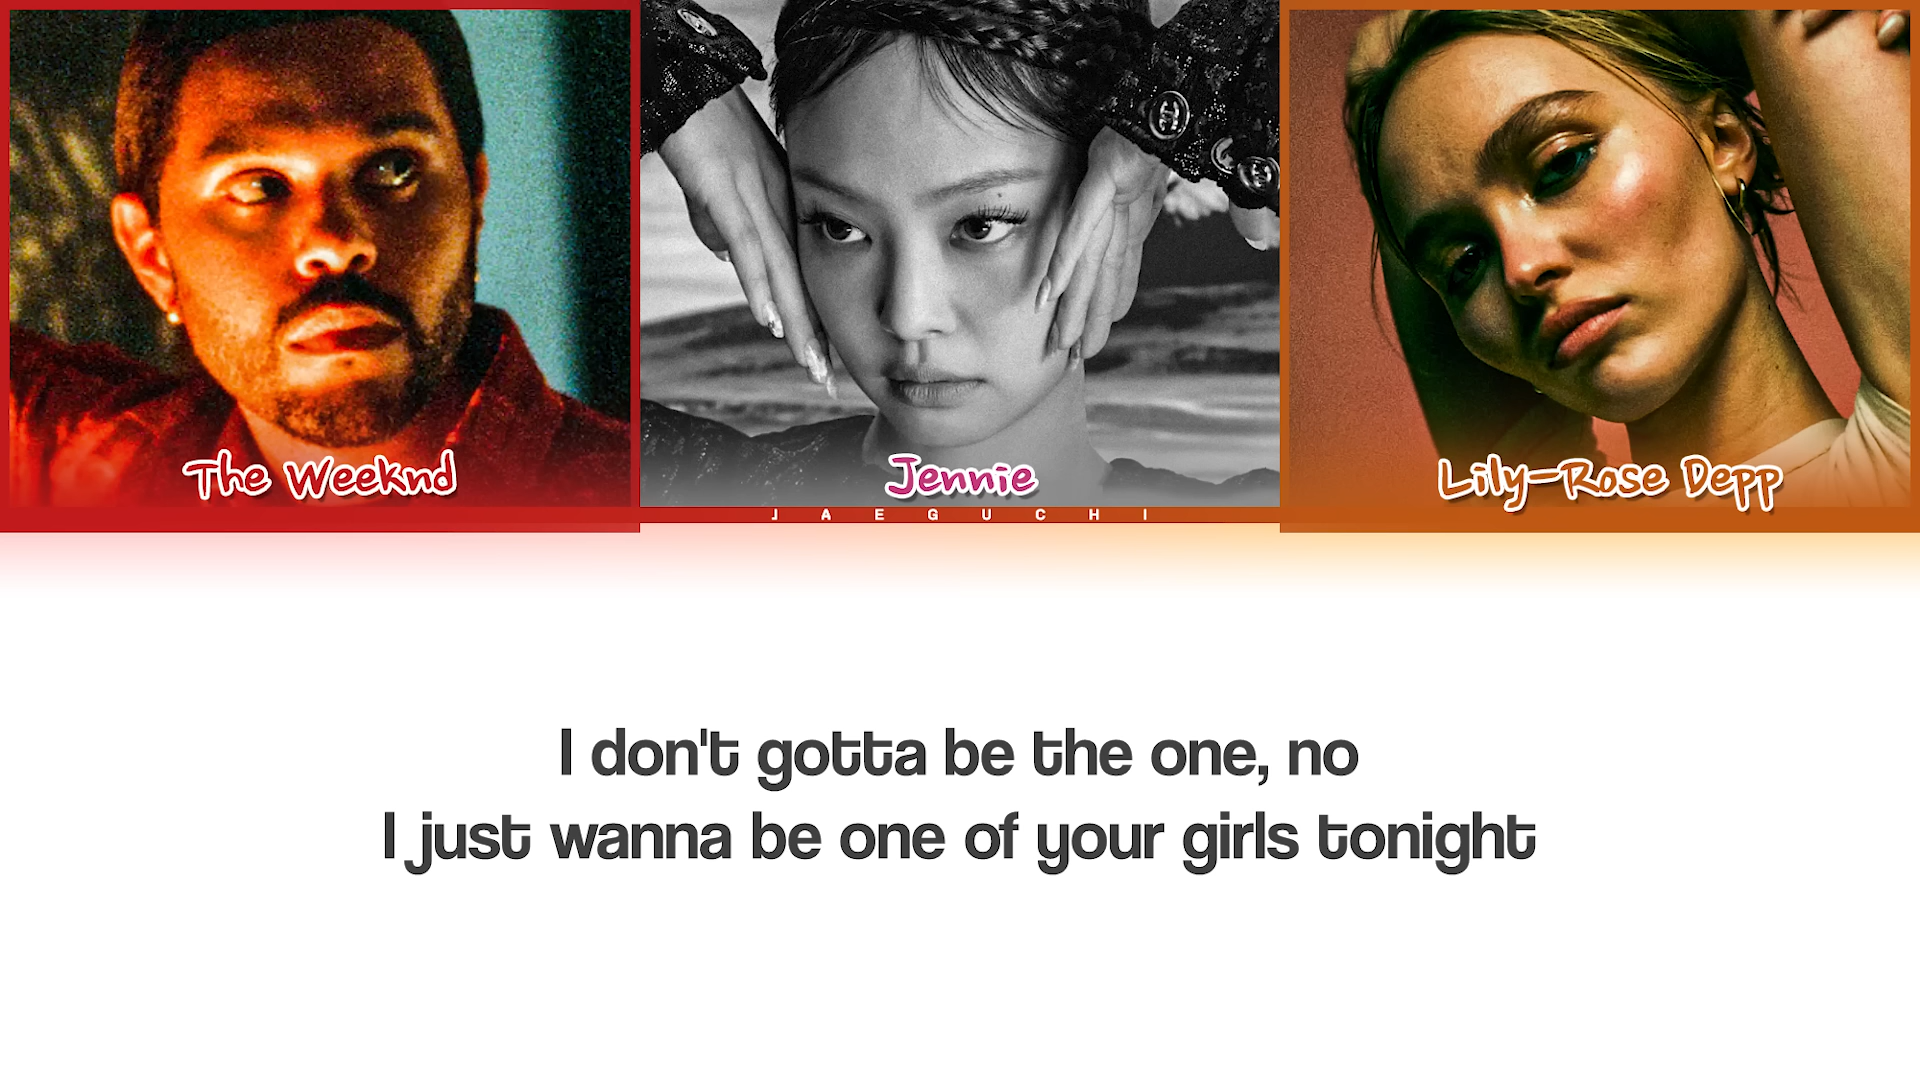 The Weeknd
Jennie
Lily-Rose Depp
JAEGUCHI
I don't gotta be the one, no
I just wanna be one of your girls tonight